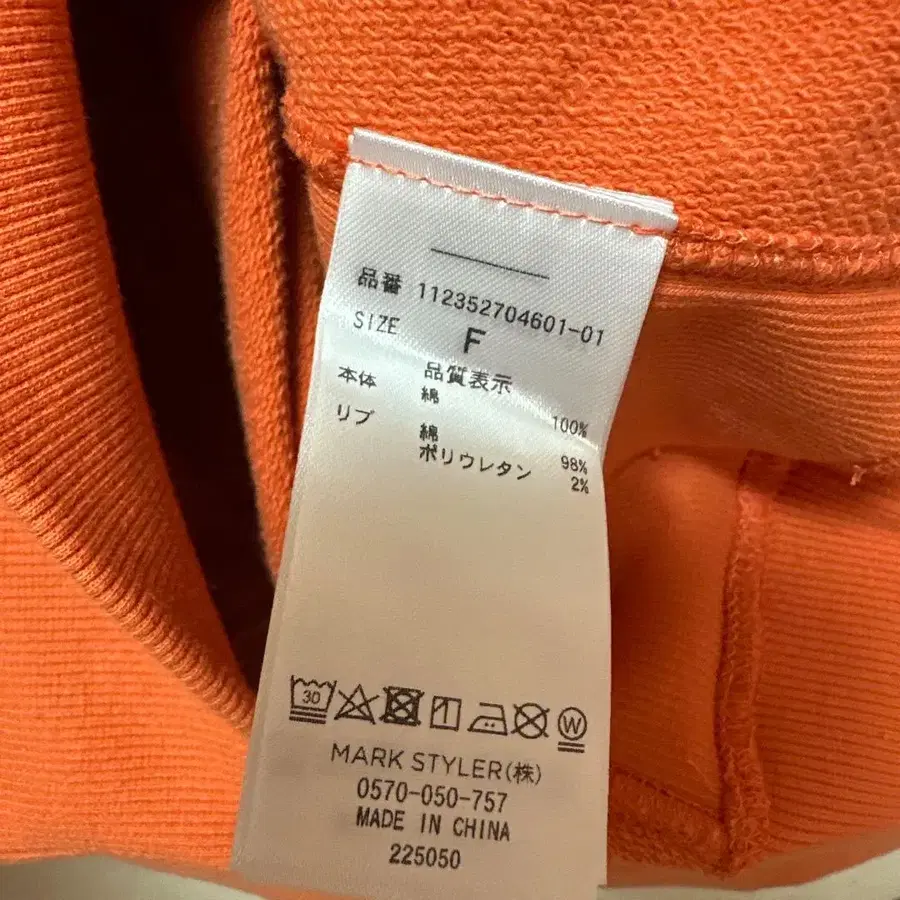 品番 112352704601-01
SIZE F
品質表示
本体 綿 100%
リブ 綿 98%
ポリウレタン 2%
30 W
MARK STYLER(株)
0570-050-757
MADE IN CHINA
225050